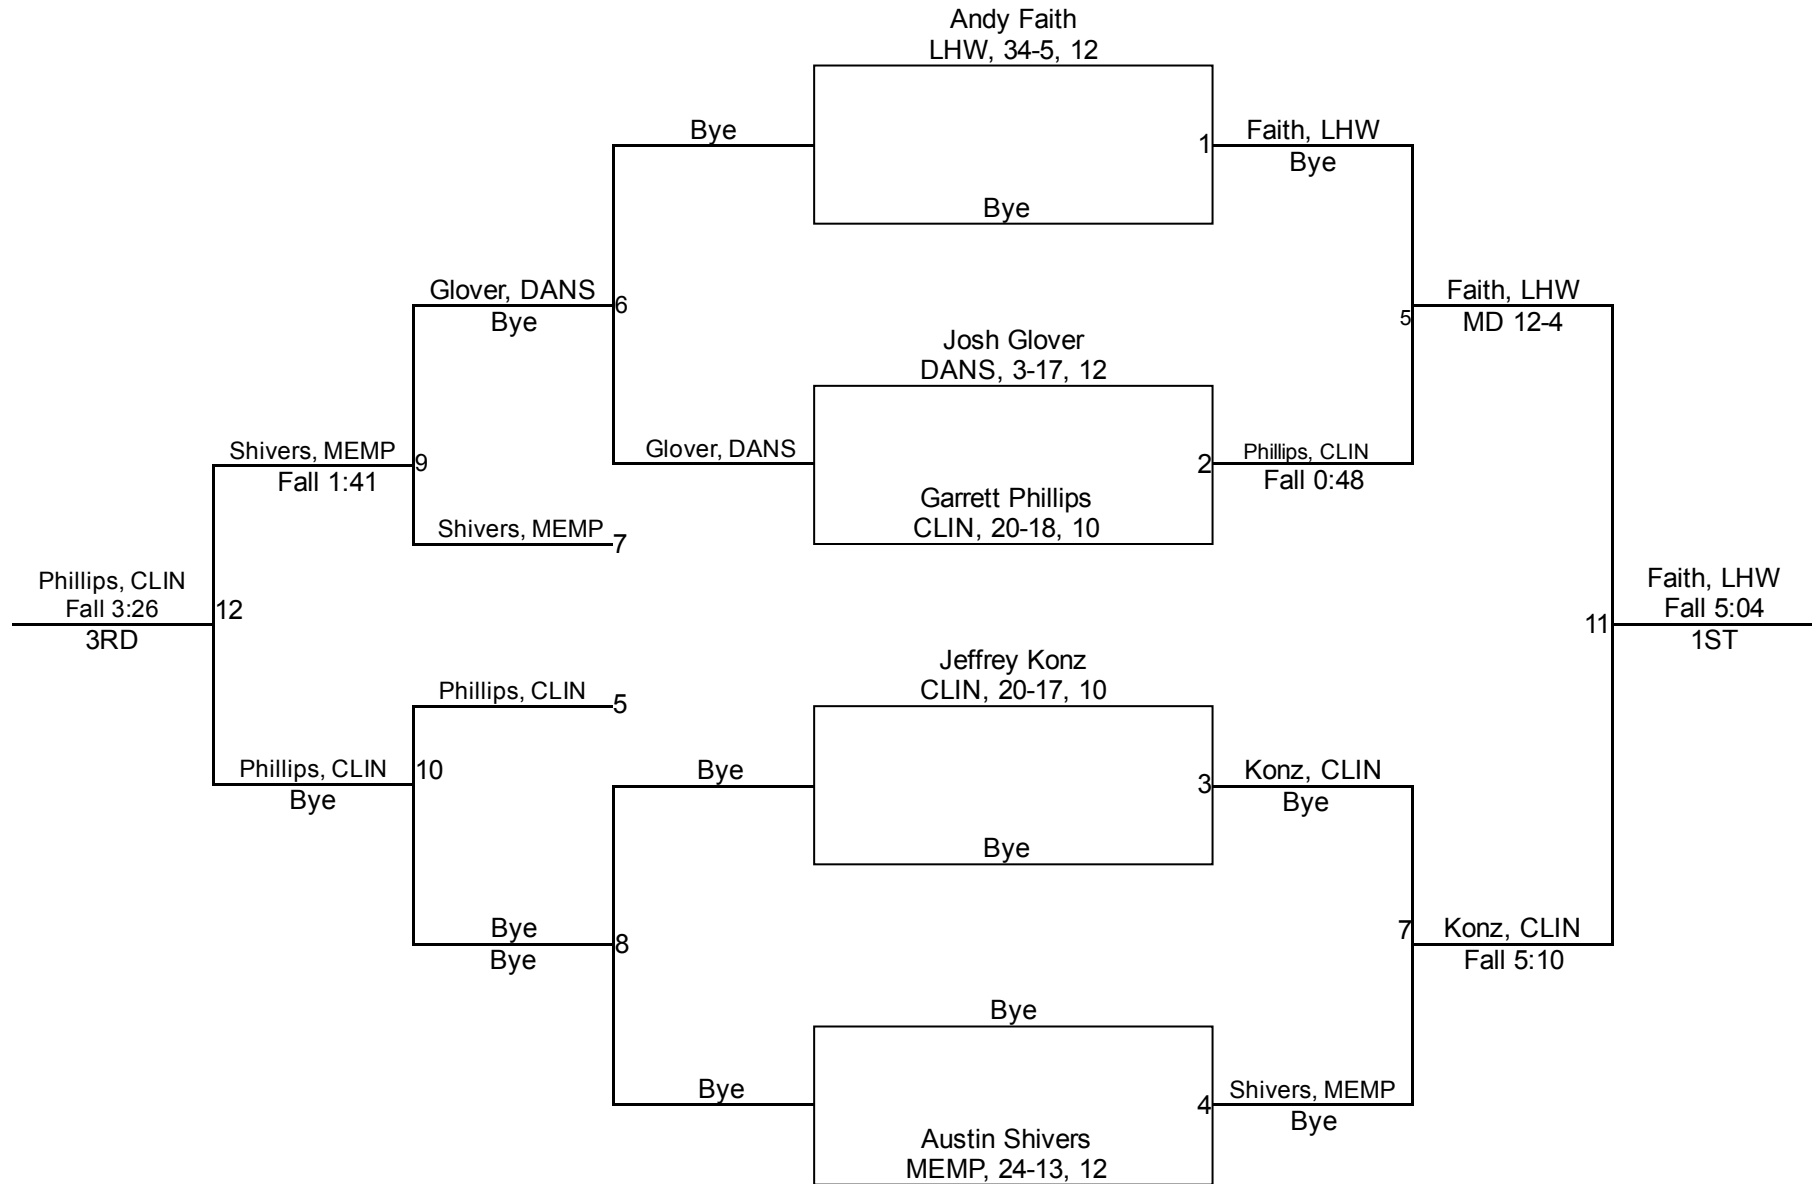 Andy Faith
LHW, 34-5, 12
Bye
1
Faith, LHW
Bye
Bye
Glover, DANS
Bye
6
Faith, LHW
MD 12-4
5
Josh Glover
DANS, 3-17, 12
Shivers, MEMP
Fall 1:41
9
Glover, DANS
2
Phillips, CLIN
Fall 0:48
Garrett Phillips
CLIN, 20-18, 10
Shivers, MEMP
7
Phillips, CLIN
Fall 3:26
3RD
12
11
Faith, LHW
Fall 5:04
1ST
Jeffrey Konz
CLIN, 20-17, 10
Phillips, CLIN
5
Phillips, CLIN
Bye
10
Bye
3
Konz, CLIN
Bye
Bye
Bye
Bye
8
7
Konz, CLIN
Fall 5:10
Bye
Bye
4
Shivers, MEMP
Bye
Austin Shivers
MEMP, 24-13, 12